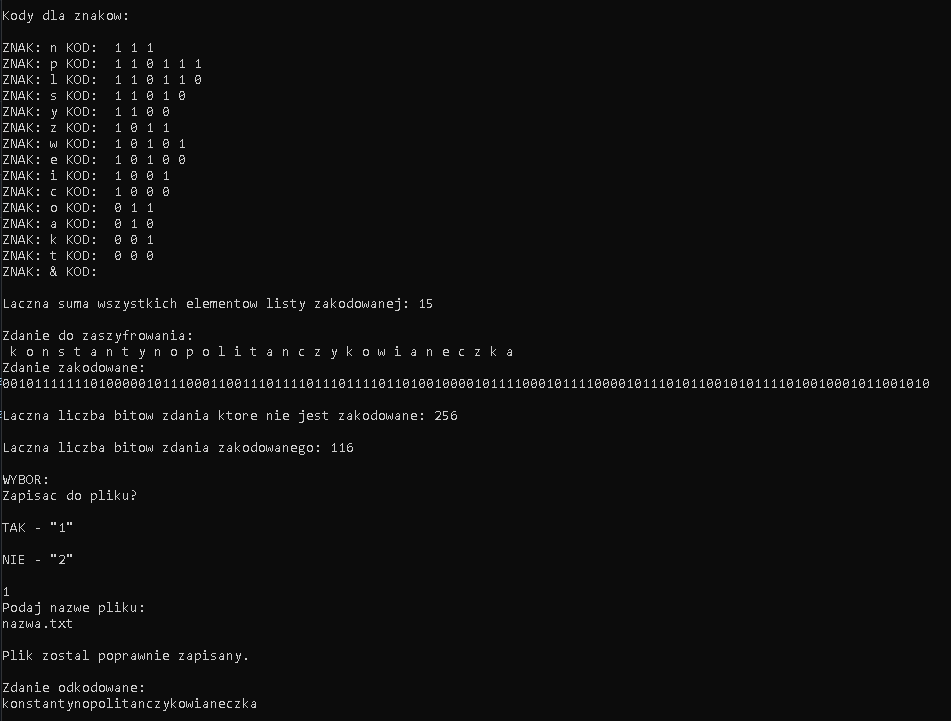 Kody dla znakow:
ZNAK: n KOD: 1 1 1
ZNAK: p KOD: 1 1 0 1 1 1
ZNAK: l KOD: 1 1 0 1 1 0
ZNAK: s KOD: 1 1 0 1 0
ZNAK: y KOD: 1 1 0 0
ZNAK: z KOD: 1 0 1 1
ZNAK: w KOD: 1 0 1 0 1
ZNAK: e KOD: 1 0 1 0 0
ZNAK: i KOD: 1 0 0 1
ZNAK: c KOD: 1 0 0 0
ZNAK: o KOD: 0 1 1
ZNAK: a KOD: 0 1 0
ZNAK: k KOD: 0 0 1
ZNAK: t KOD: 0 0 0
ZNAK: & KOD:
Laczna suma wszystkich elementow listy zakodowanej: 15
Zdanie do zaszyfrowania:
k o n s t a n t y n o p o l i t a n c z y k o w i a n e c z k a
Zdanie zakodowane:
00101111111010000010111000110011101111011101111011010010000101111000101111000010111010110010101111010010001011001010
Laczna liczba bitow zdania ktore nie jest zakodowane: 256
Laczna liczba bitow zdania zakodowanego: 116
WYBOR:
Zapisac do pliku?
TAK - "1"
NIE - "2"
1
Podaj nazwe pliku:
nazwa.txt
Plik zostal poprawnie zapisany.
Zdanie odkodowane:
konstantynopolitanczykowianeczka